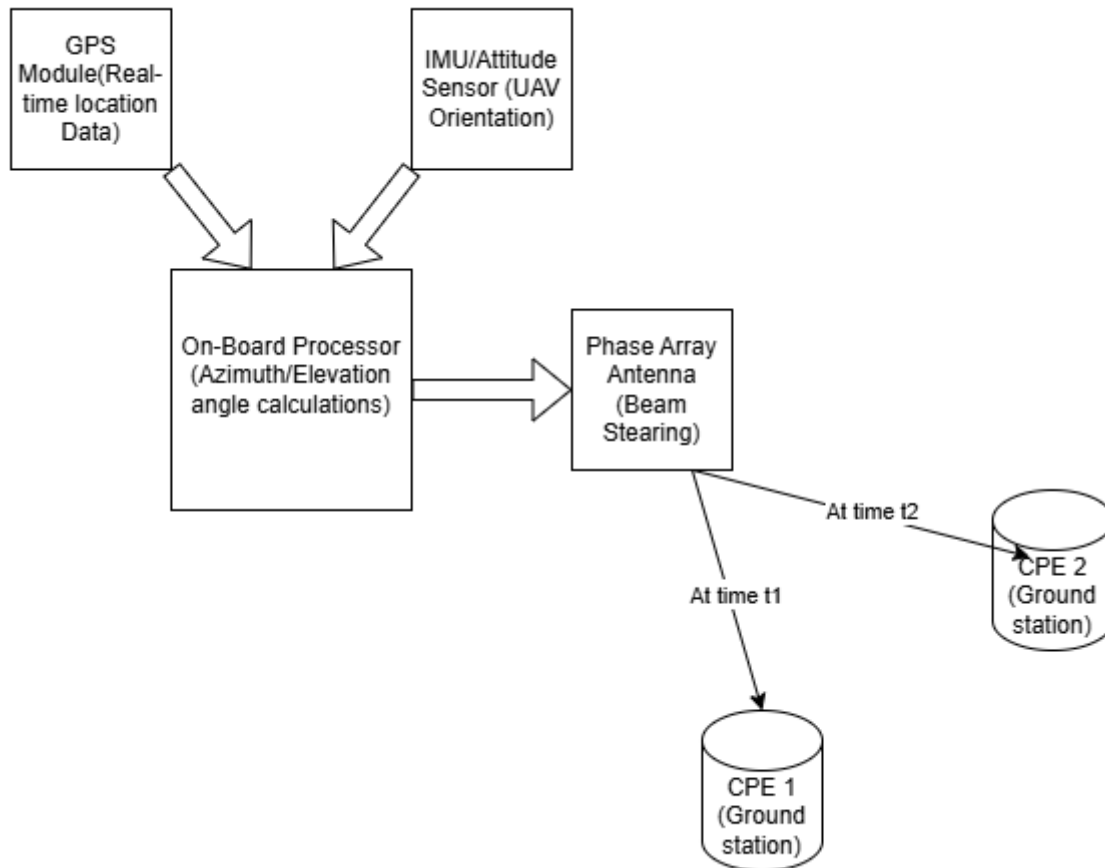 GPS
Module(Real-
time location
Data)
IMU/Attitude
Sensor (UAV
Orientation)
On-Board Processor
(Azimuth/Elevation
angle calculations)
Phase Array
Antenna
(Beam
Stearing)
At time t2
CPE 2
(Ground
station)
At time t1
CPE 1
(Ground
station)